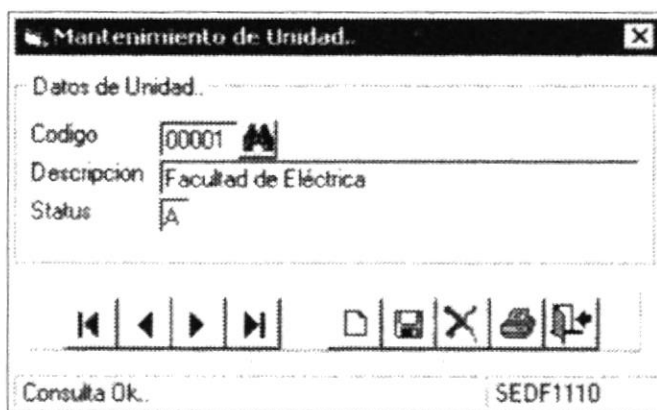 Mantenimiento de Unidad..
Datos de Unidad..
Codigo 00001
Descripcion Facultad de Eléctrica
Status A
Consulta Ok.. SEDF1110